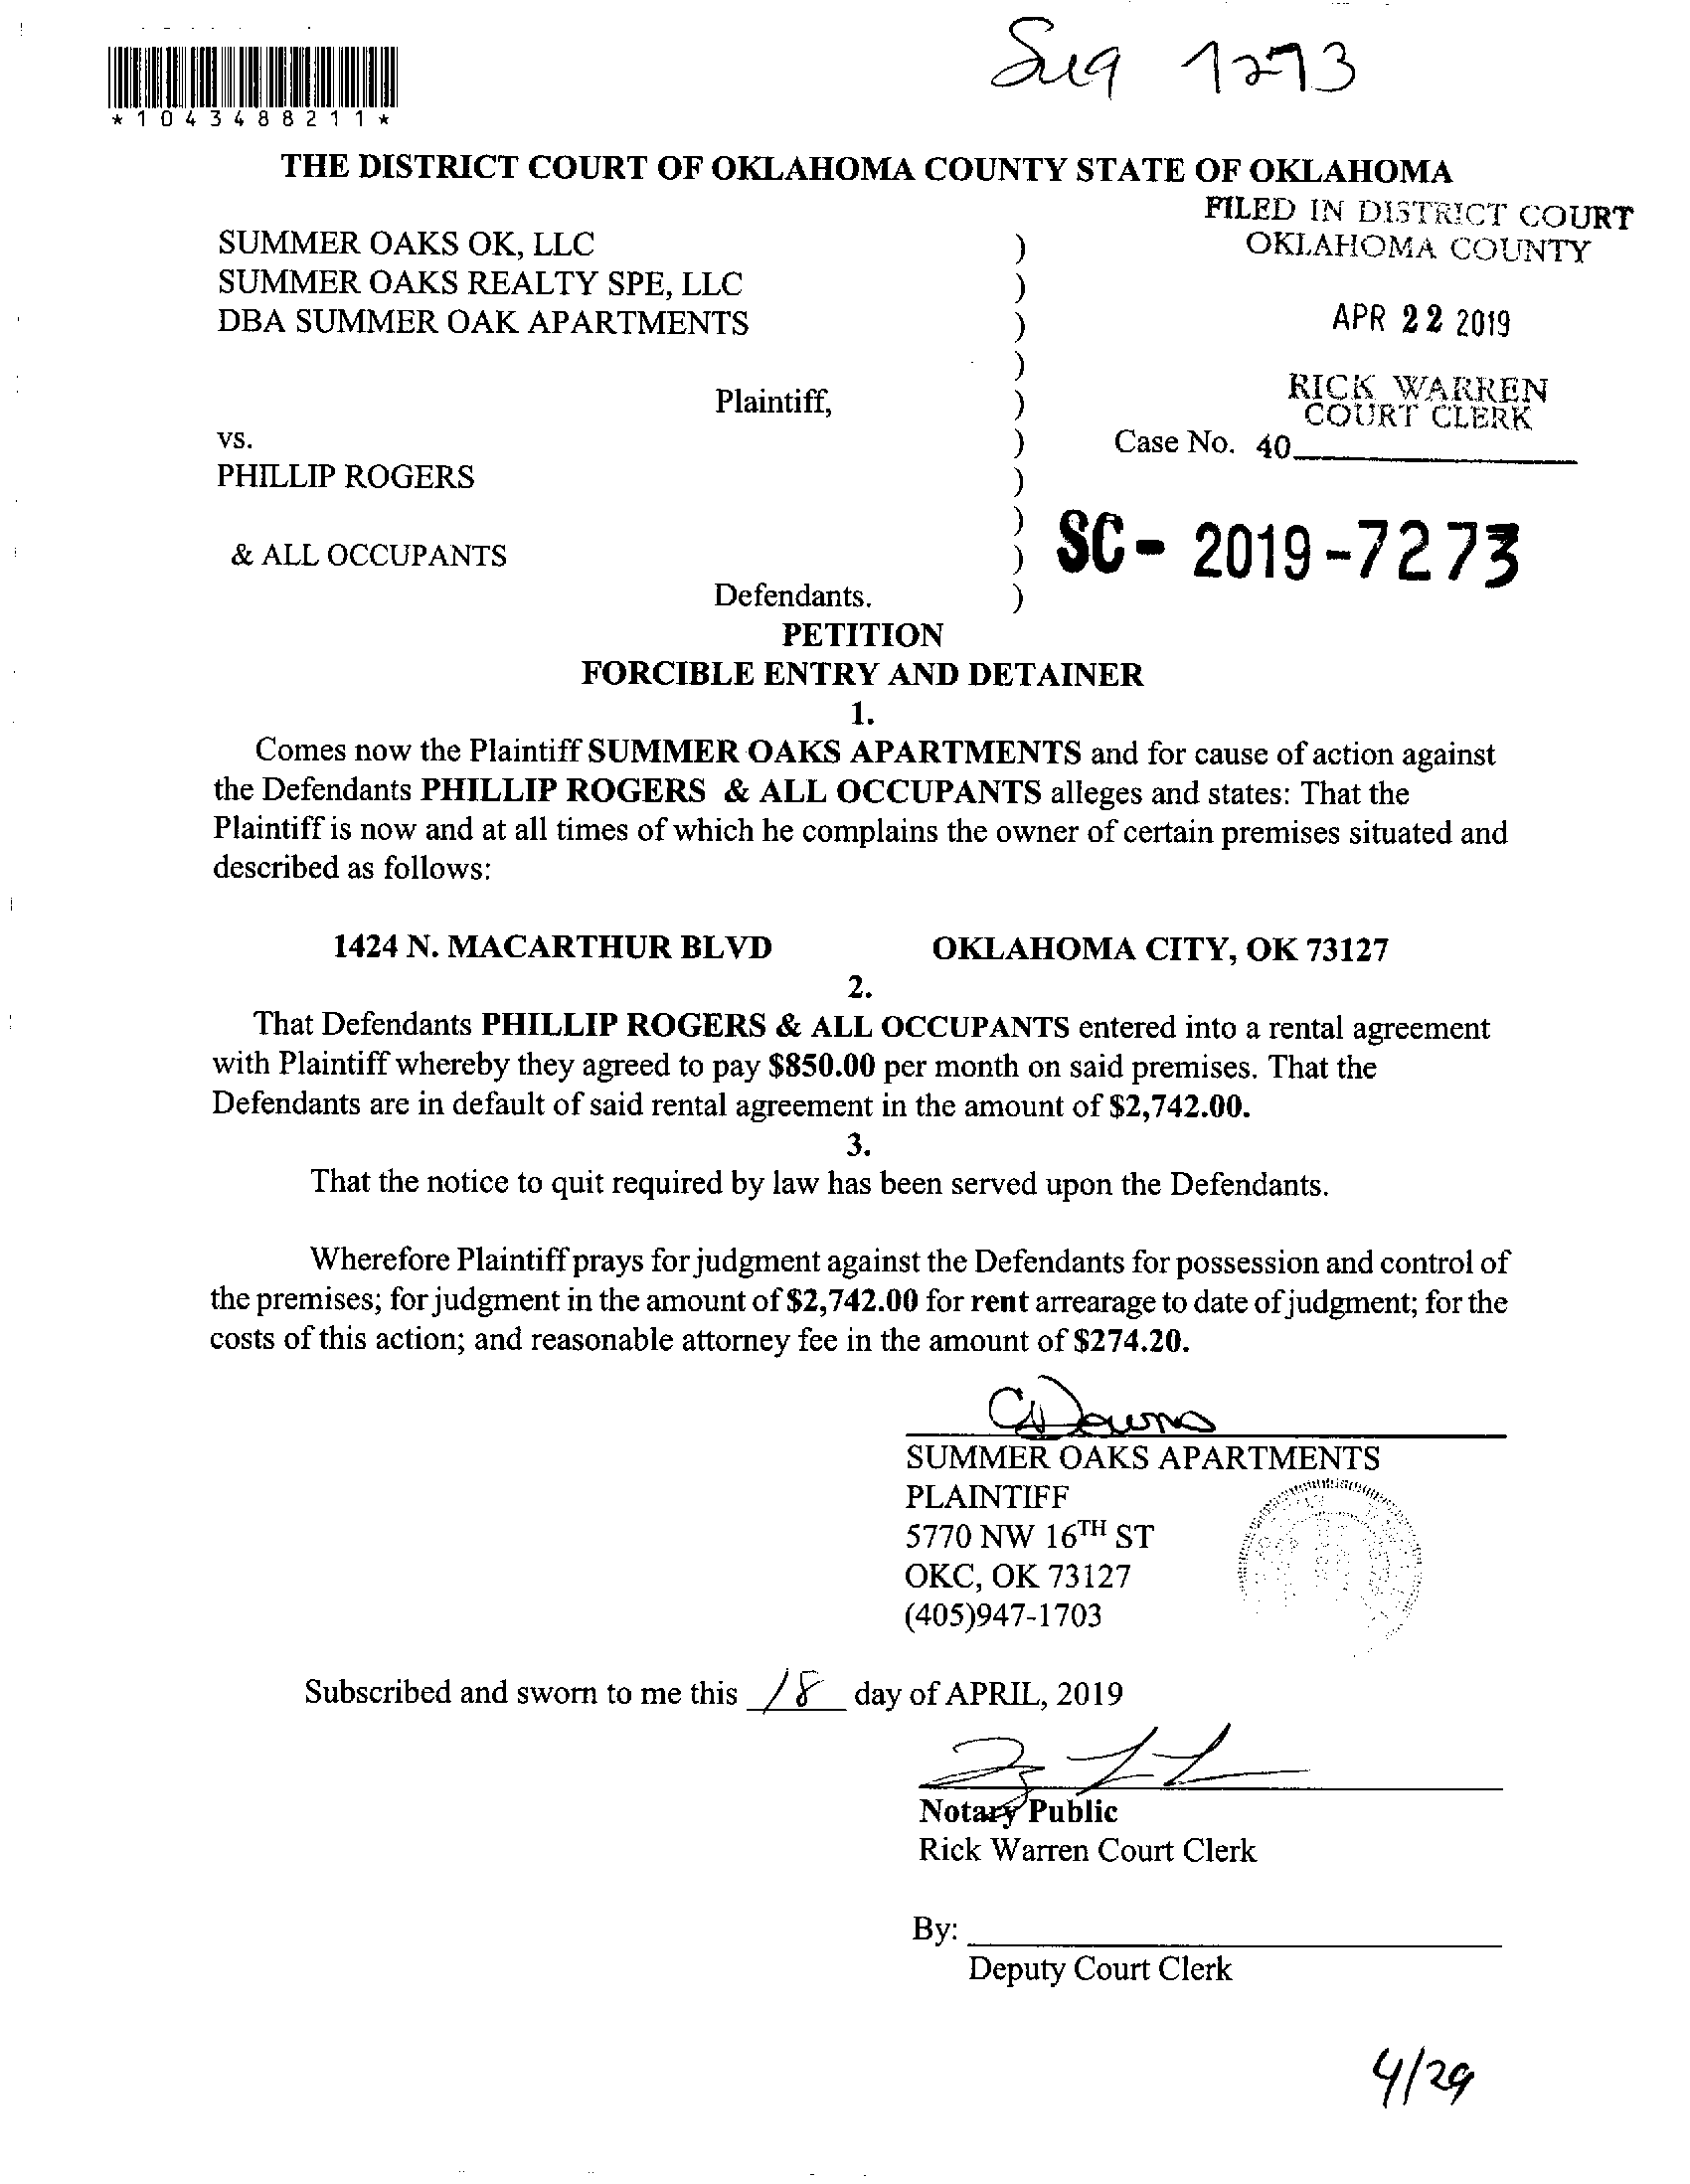 *1043488211*
THE DISTRICT COURT OF OKLAHOMA COUNTY STATE OF OKLAHOMA
FILED IN DISTRICT COURT
OKLAHOMA COUNTY
SUMMER OAKS OK, LLC )
SUMMER OAKS REALTY SPE, LLC )
DBA SUMMER OAK APARTMENTS ) APR 22 2019
)
Plaintiff, ) RICK WARREN
COURT CLERK
vs. ) Case No. 40
PHILLIP ROGERS )
)
& ALL OCCUPANTS ) SC- 2019-7273
Defendants. )
PETITION
FORCIBLE ENTRY AND DETAINER
1.
Comes now the Plaintiff SUMMER OAKS APARTMENTS and for cause of action against
the Defendants PHILLIP ROGERS & ALL OCCUPANTS alleges and states: That the
Plaintiff is now and at all times of which he complains the owner of certain premises situated and
described as follows:
1424 N. MACARTHUR BLVD OKLAHOMA CITY, OK 73127
2.
That Defendants PHILLIP ROGERS & ALL OCCUPANTS entered into a rental agreement
with Plaintiff whereby they agreed to pay $850.00 per month on said premises. That the
Defendants are in default of said rental agreement in the amount of $2,742.00.
3.
That the notice to quit required by law has been served upon the Defendants.
Wherefore Plaintiff prays for judgment against the Defendants for possession and control of
the premises; for judgment in the amount of $2,742.00 for rent arrearage to date of judgment; for the
costs of this action; and reasonable attorney fee in the amount of $274.20.
SUMMER OAKS APARTMENTS
PLAINTIFF
5770 NW 16TH ST
OKC, OK 73127
(405)947-1703
Subscribed and sworn to me this 18 day of APRIL, 2019
Notary Public
Rick Warren Court Clerk
By:
Deputy Court Clerk
4/29